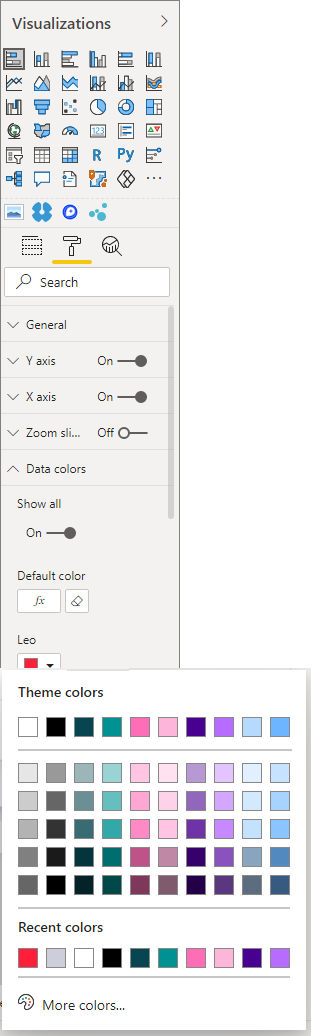 Visualizations
123
R Py
Search
General
Y axis On
X axis On
Zoom sli... Off
Data colors
Show all
On
Default color
fx
Leo
Theme colors
Recent colors
More colors...